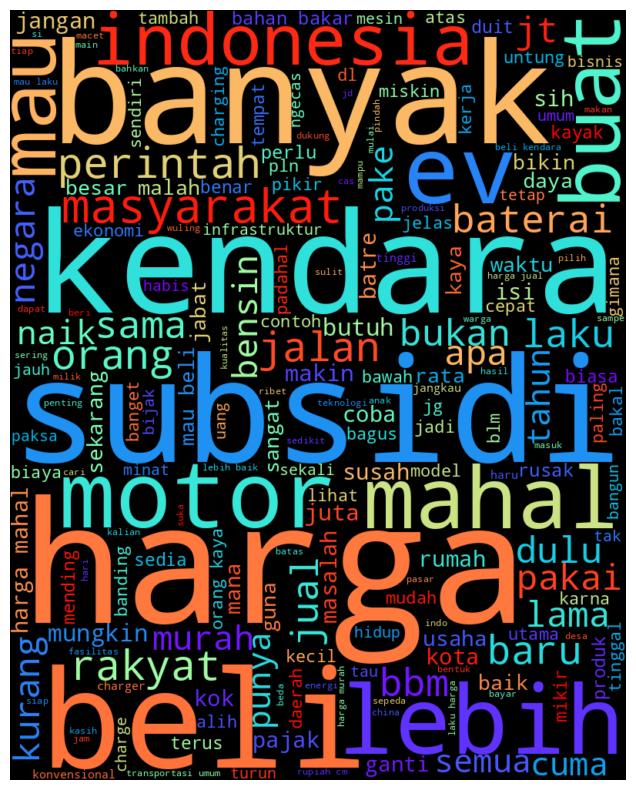 jangan
tambah
bahan bakar
mesin
atas
duit
jt
buat
si
macet
main
tiap
indonesia
untung
bisnis
mau
banyak
bahkan
mau laku
sendiri
charging
tempat
ngecas
dl
miskin
kerja
sih
umum
kayak
jd
pindah
makan
dukung
mulai
beli kendara
perintah
perlu
pln
pikir
pake
ev
bikin
daya
tetap
mampu
cas
besar
malah
benar
negara
masyarakat
produksi
jelas
baterai
ekonomi
wuling
infrastruktur
padahal
batre
kaya
waktu
gimana
kendara
habis
sulit
tinggi
harga jual
pilih
isi
cepat
dapat
beri
jabat
bensin
contoh
butuh
kualitas
warga
sampe
naik
sama
orang
jalan
bukan
laku
sering
jauh
makin
apa
tahun
biasa
hasil
milik
mau beli
ribet
bawah
rata
jangkau
paling
bakal
subsidi
penting
sekarang
banget
bijak
uang
sangat
teknologi
anak
coba
bagus
jg
jadi
blm
masuk
paksa
sedikit
biaya
cari
minat
lebih baik
sekali
susah
model
haru
rusak
bangun
motor
lihat
juta
mahal
tak
suka
kalian
hari
harga mahal
mending
banding
sedia
orang kaya
mana
guna
batas
jual
masalah
harga
pasar
rumah
mudah
dulu
pakai
karna
lama
indo
desa
hidup
usaha
utama
kurang
mungkin
murah
fasilitas
punya
kecil
kota
baru
tinggal
rakyat
bentuk
tau
bbm
baik
mikir
produk
siap
charger
kok
beda
daerah
energi
harga murah
beli
alih
sepeda
china
laku harga
bayar
lebih
kasih
jam
charge
terus
pajak
semua
cuma
konvensional
transportasi umum
turun
rupiah cm
ganti